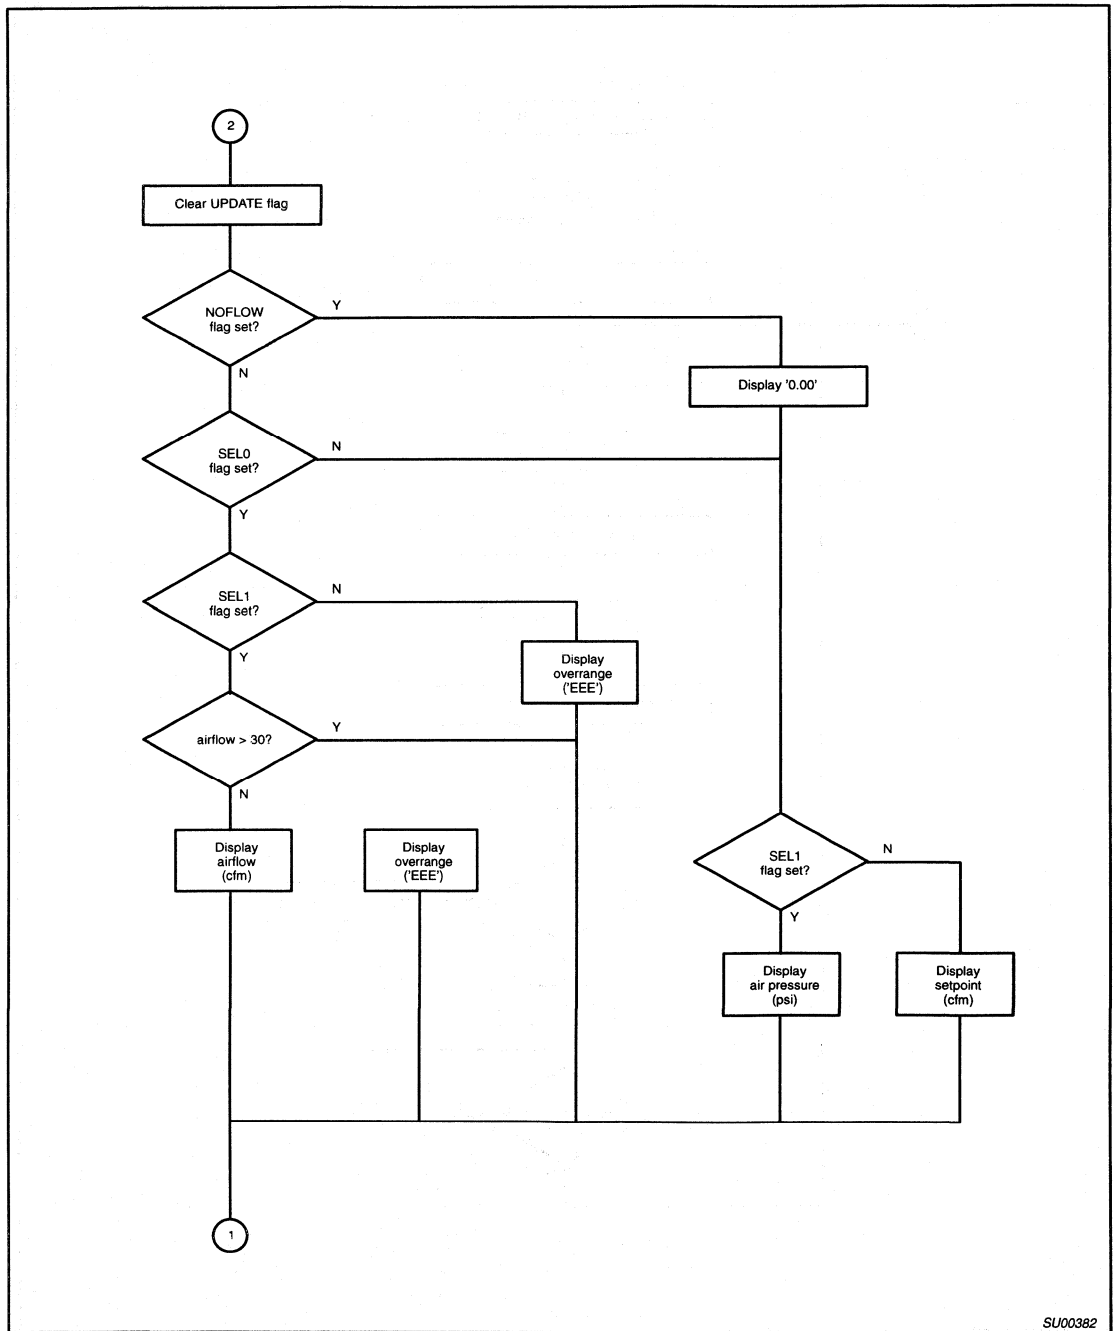 2
Clear UPDATE flag
NOFLOW
flag set?
Y
N
Display '0.00'
SEL0
flag set?
N
Y
SEL1
flag set?
N
Y
Display
overrange
('EEE')
airflow > 30?
Y
N
Display
airflow
(cfm)
Display
overrange
('EEE')
SEL1
flag set?
N
Y
Display
air pressure
(psi)
Display
setpoint
(cfm)
1
SU00382